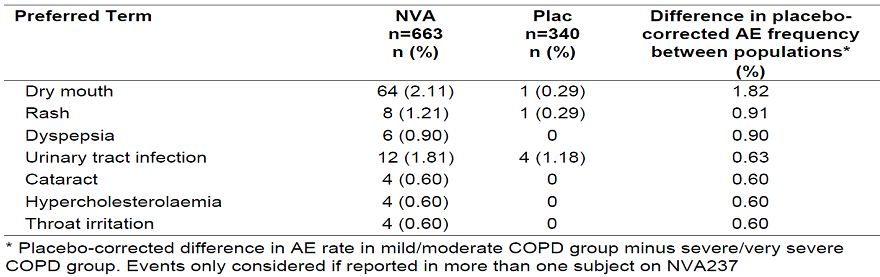 Preferred Term NVA Plac Difference in placebo-
n=663 n=340 corrected AE frequency
n (%) n (%) between populations*
(%)
Dry mouth 64 (2.11) 1 (0.29) 1.82
Rash 8 (1.21) 1 (0.29) 0.91
Dyspepsia 6 (0.90) 0 0.90
Urinary tract infection 12 (1.81) 4 (1.18) 0.63
Cataract 4 (0.60) 0 0.60
Hypercholesterolaemia 4 (0.60) 0 0.60
Throat irritation 4 (0.60) 0 0.60
* Placebo-corrected difference in AE rate in mild/moderate COPD group minus severe/very severe
COPD group. Events only considered if reported in more than one subject on NVA237